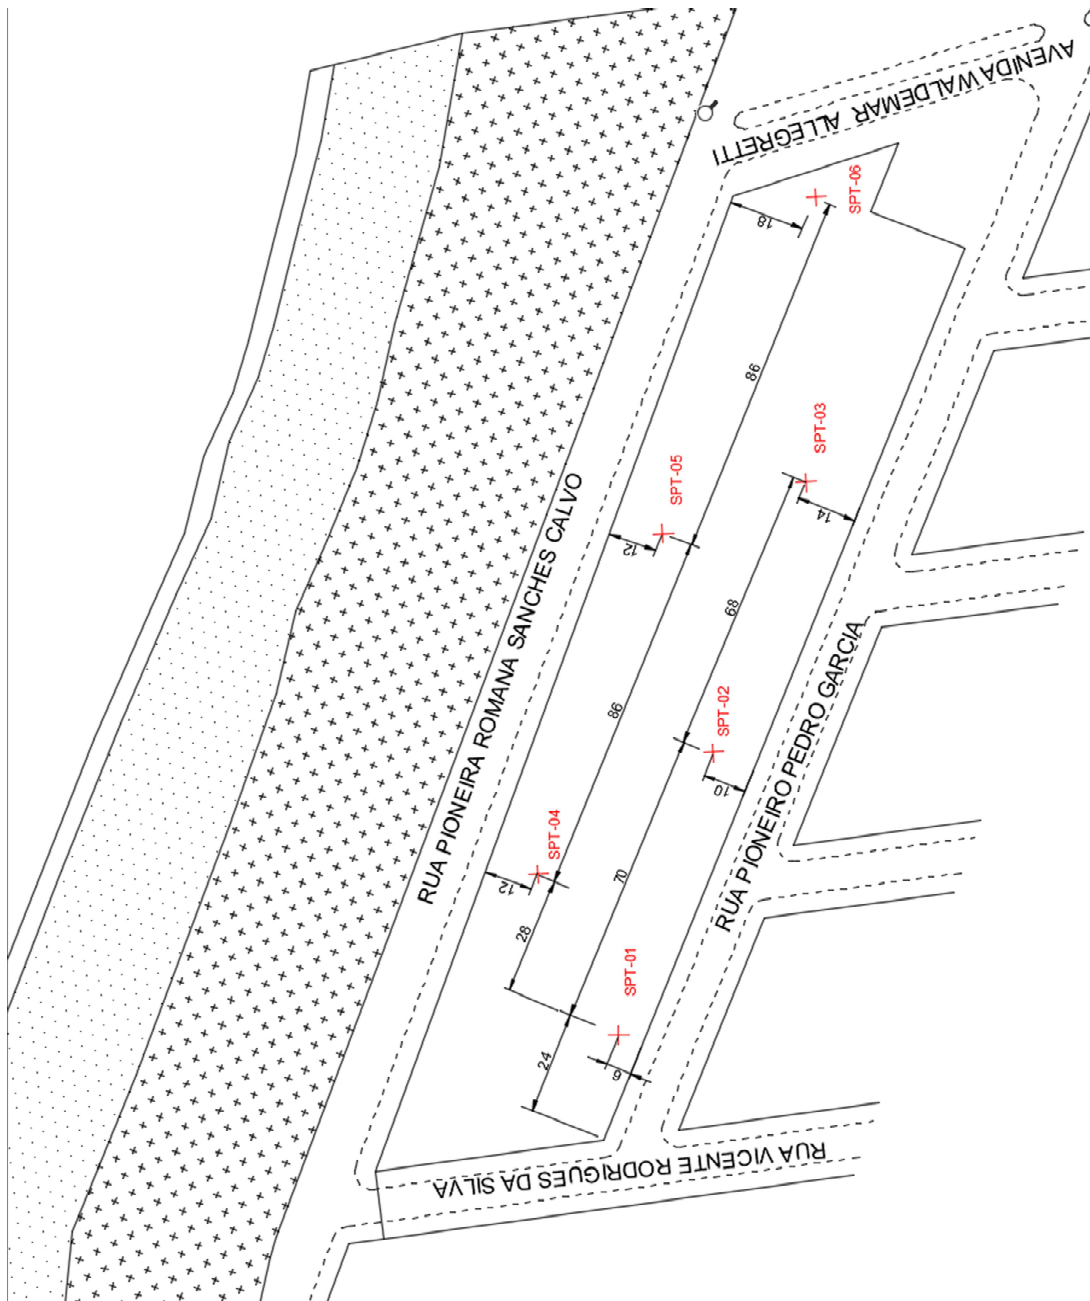 AVENIDA WALDEMAR ALLEGRETTI
SPT-06
18
86
SPT-03
SPT-05
14
12
RUA PIONEIRA ROMANA SANCHES CALVO
68
86
SPT-02
10
RUA PIONEIRO PEDRO GARCIA
SPT-04
12
70
28
SPT-01
24
6
RUA VICENTE RODRIGUES DA SILVA